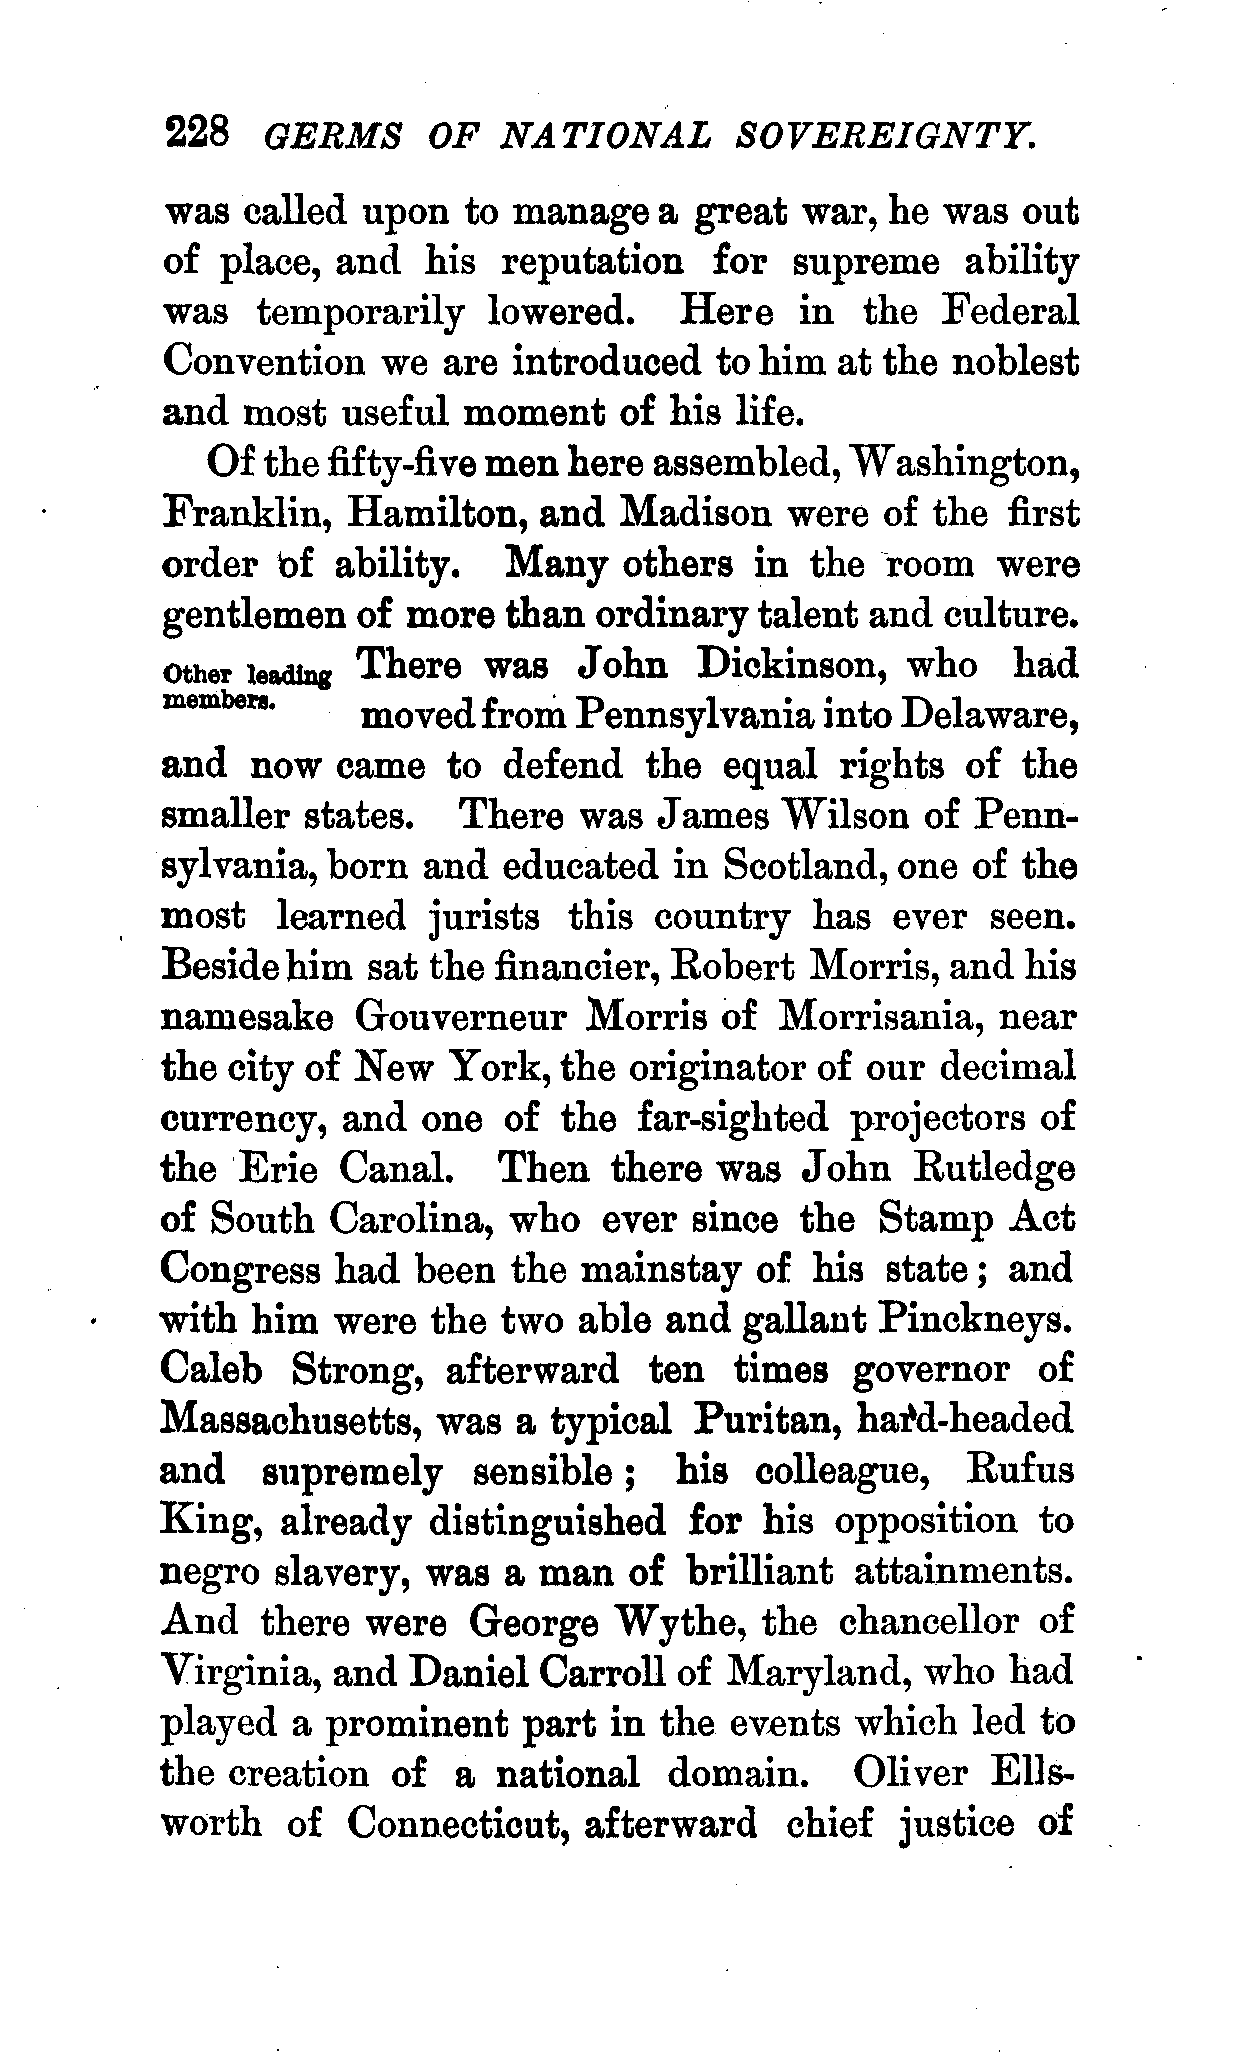 228 GERMS OF NATIONAL SOVEREIGNTY.
was called upon to manage a great war, he was out
of place, and his reputation for supreme ability
was temporarily lowered. Here in the Federal
Convention we are introduced to him at the noblest
and most useful moment of his life.
Of the fifty-five men here assembled, Washington,
Franklin, Hamilton, and Madison were of the first
order of ability. Many others in the room were
gentlemen of more than ordinary talent and culture.
Other leading
members.
There was John Dickinson, who had
moved from Pennsylvania into Delaware,
and now came to defend the equal rights of the
smaller states. There was James Wilson of Penn-
sylvania, born and educated in Scotland, one of the
most learned jurists this country has ever seen.
Beside him sat the financier, Robert Morris, and his
namesake Gouverneur Morris of Morrisania, near
the city of New York, the originator of our decimal
currency, and one of the far-sighted projectors of
the Erie Canal. Then there was John Rutledge
of South Carolina, who ever since the Stamp Act
Congress had been the mainstay of his state; and
with him were the two able and gallant Pinckneys.
Caleb Strong, afterward ten times governor of
Massachusetts, was a typical Puritan, hard-headed
and supremely sensible; his colleague, Rufus
King, already distinguished for his opposition to
negro slavery, was a man of brilliant attainments.
And there were George Wythe, the chancellor of
Virginia, and Daniel Carroll of Maryland, who had
played a prominent part in the events which led to
the creation of a national domain. Oliver Ells-
worth of Connecticut, afterward chief justice of